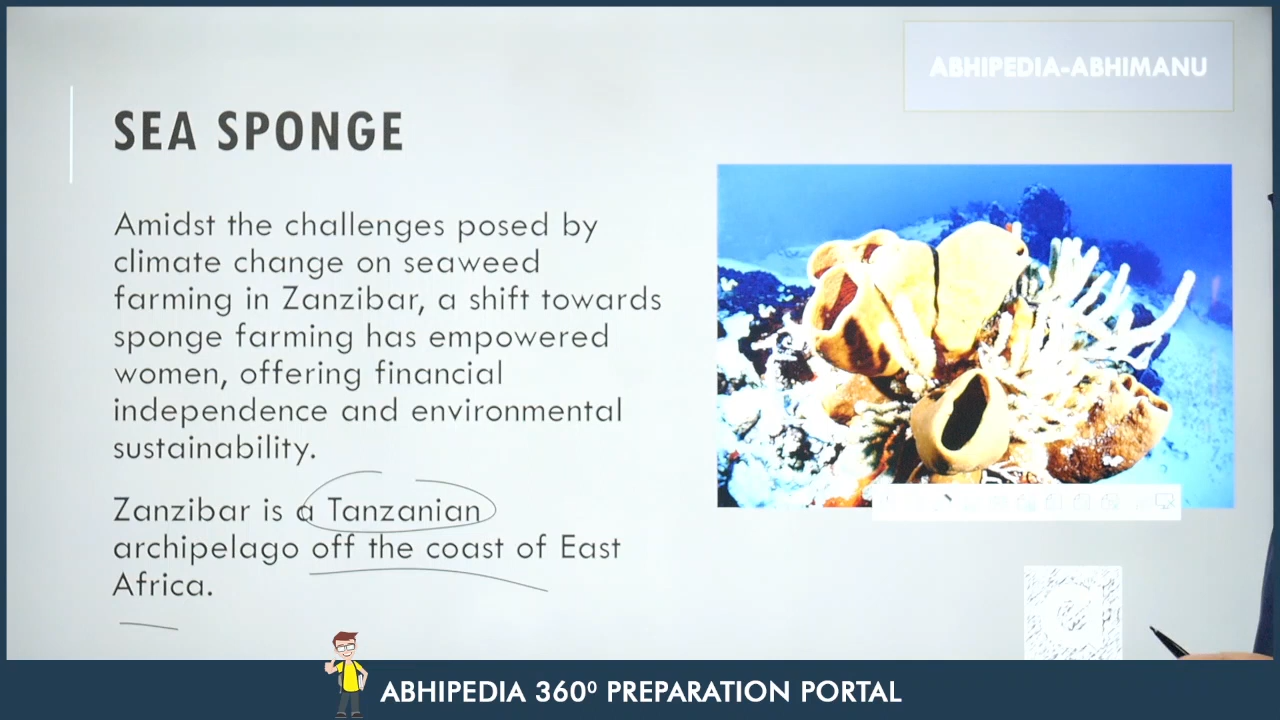 ABHIPEDIA-ABHIMANU
SEA SPONGE
Amidst the challenges posed by
climate change on seaweed
farming in Zanzibar, a shift towards
sponge farming has empowered
women, offering financial
independence and environmental
sustainability.
Zanzibar is a Tanzanian
archipelago off the coast of East
Africa.
ABHIPEDIA 360⁰ PREPARATION PORTAL